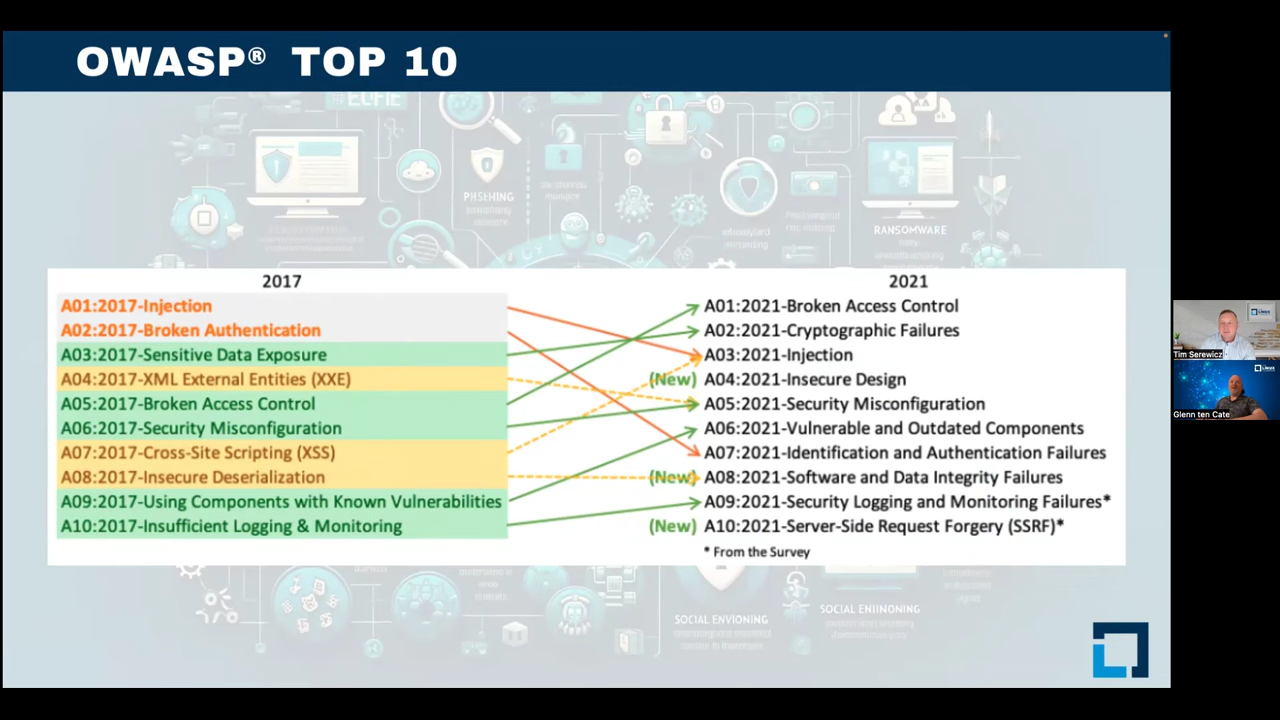 OWASP® TOP 10
PHISHING
RANSOMWARE
2017
2021
A01:2017-Injection
A02:2017-Broken Authentication
A03:2017-Sensitive Data Exposure
A04:2017-XML External Entities (XXE)
A05:2017-Broken Access Control
A06:2017-Security Misconfiguration
A07:2017-Cross-Site Scripting (XSS)
A08:2017-Insecure Deserialization
A09:2017-Using Components with Known Vulnerabilities
A10:2017-Insufficient Logging & Monitoring
A01:2021-Broken Access Control
A02:2021-Cryptographic Failures
A03:2021-Injection
(New) A04:2021-Insecure Design
A05:2021-Security Misconfiguration
A06:2021-Vulnerable and Outdated Components
A07:2021-Identification and Authentication Failures
(New) A08:2021-Software and Data Integrity Failures
A09:2021-Security Logging and Monitoring Failures*
(New) A10:2021-Server-Side Request Forgery (SSRF)*
* From the Survey
SOCIAL ENVIONING
SOCIAL ENIINONING
Tim Serewicz
Glenn ten Cate